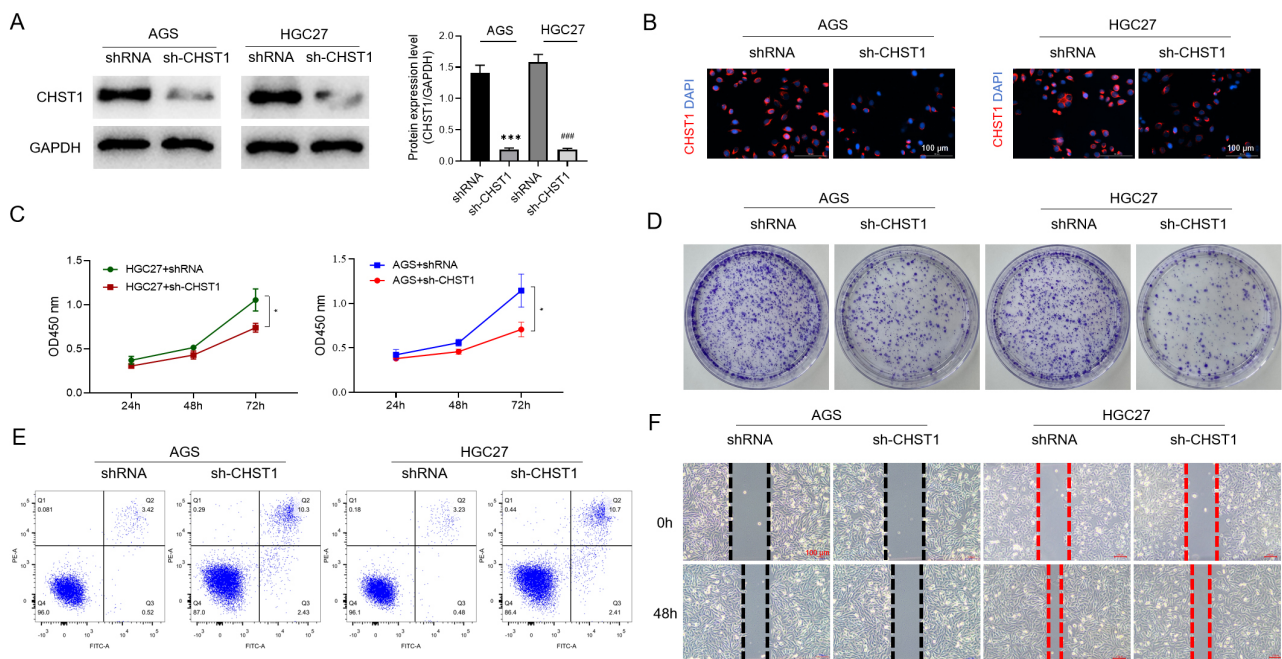 A
AGS
HGC27
shRNA sh-CHST1 shRNA sh-CHST1
CHST1
GAPDH
Protein expression level
(CHST1/GAPDH)
AGS HGC27
2.0
1.5
1.0
0.5
0.0
***
###
shRNA
sh-CHST1
shRNA
sh-CHST1
B
AGS
HGC27
shRNA sh-CHST1 shRNA sh-CHST1
CHST1 DAPI
100 μm
CHST1 DAPI
100 μm
C
OD450 nm
1.5
1.0
0.5
0.0
HGC27+shRNA
HGC27+sh-CHST1
*
24h 48h 72h
OD450 nm
1.5
1.0
0.5
0.0
AGS+shRNA
AGS+sh-CHST1
*
24h 48h 72h
D
AGS
HGC27
shRNA sh-CHST1 shRNA sh-CHST1
E
AGS
HGC27
shRNA sh-CHST1 shRNA sh-CHST1
Q1
0.081
Q2
3.42
Q4
96.0
Q3
0.52
PE-A
FITC-A
Q1
0.29
Q2
10.3
Q4
87.0
Q3
2.43
PE-A
FITC-A
Q1
0.18
Q2
3.23
Q4
96.1
Q3
0.48
PE-A
FITC-A
Q1
0.44
Q2
10.7
Q4
86.4
Q3
2.41
PE-A
FITC-A
F
AGS
HGC27
shRNA sh-CHST1 shRNA sh-CHST1
0h
100 μm
48h